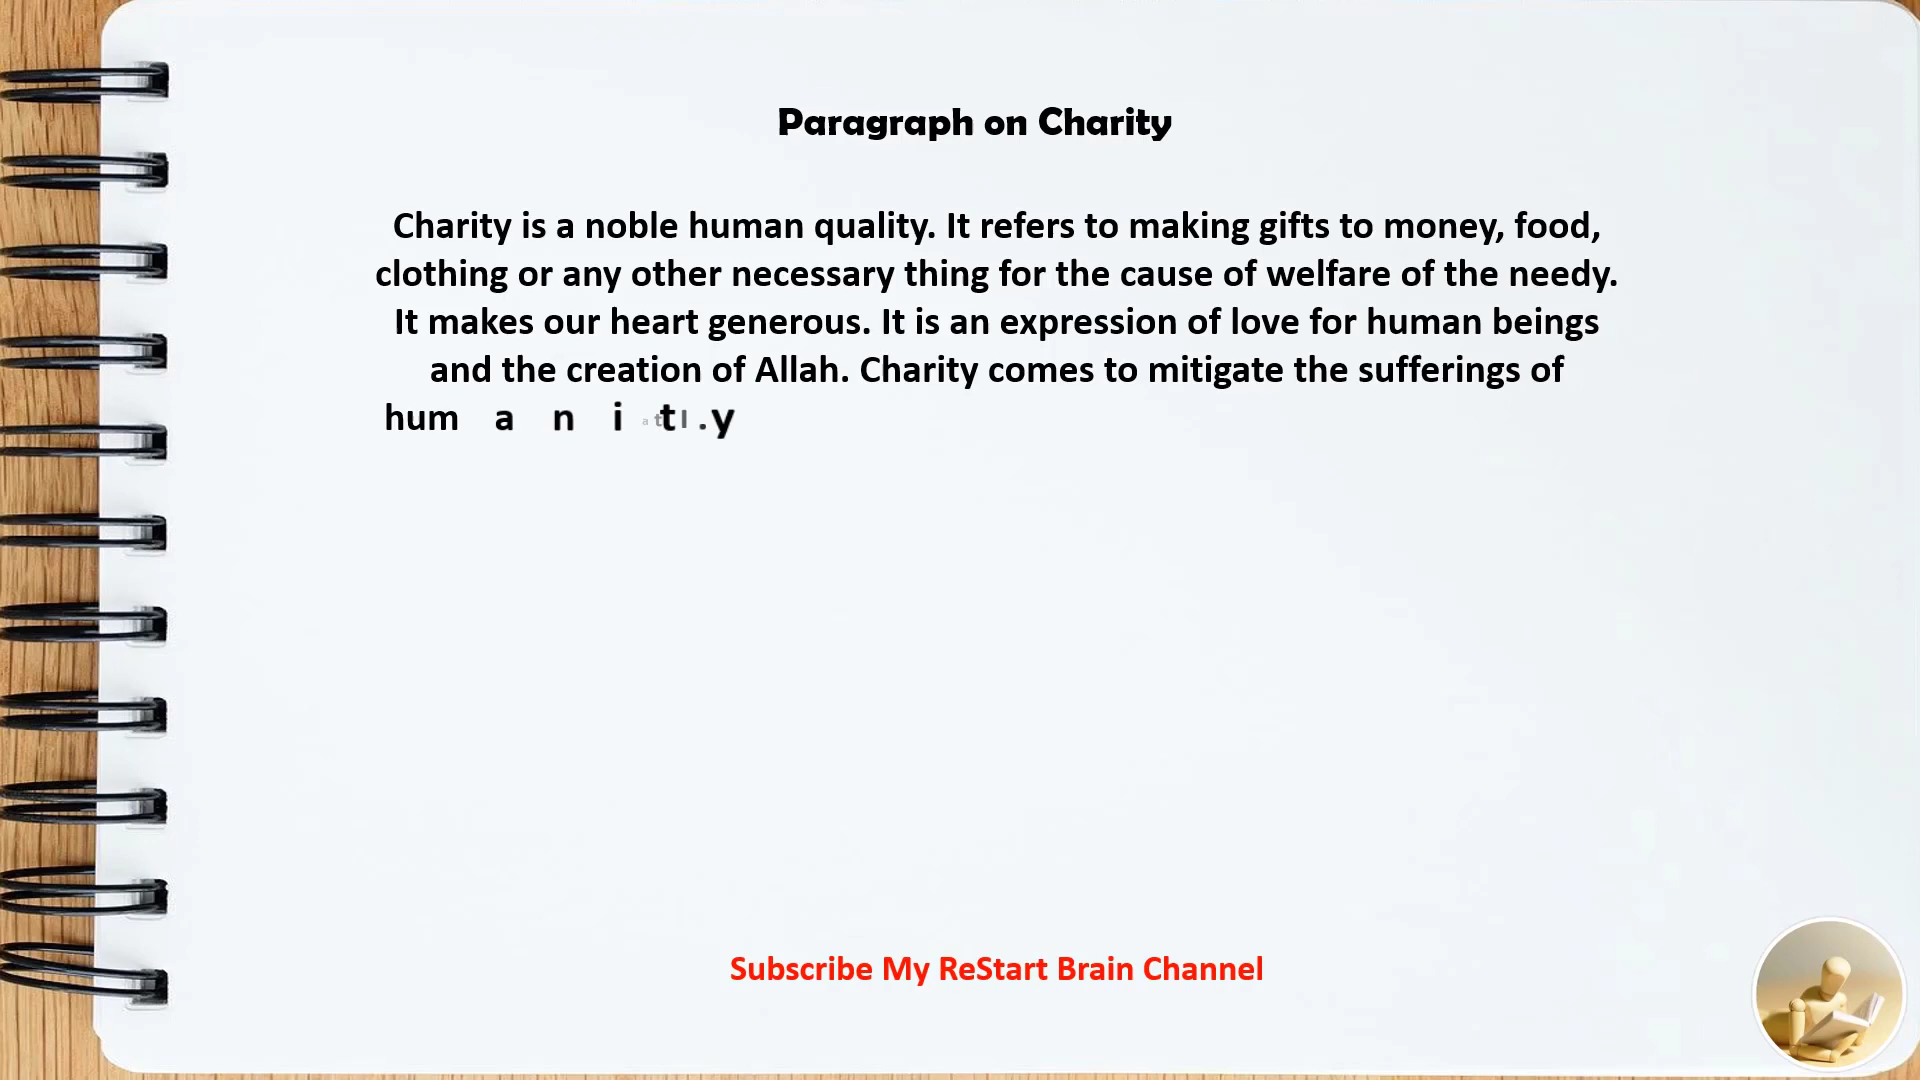 Paragraph on Charity
Charity is a noble human quality. It refers to making gifts to money, food,
clothing or any other necessary thing for the cause of welfare of the needy.
It makes our heart generous. It is an expression of love for human beings
and the creation of Allah. Charity comes to mitigate the sufferings of
humanity.
Subscribe My ReStart Brain Channel